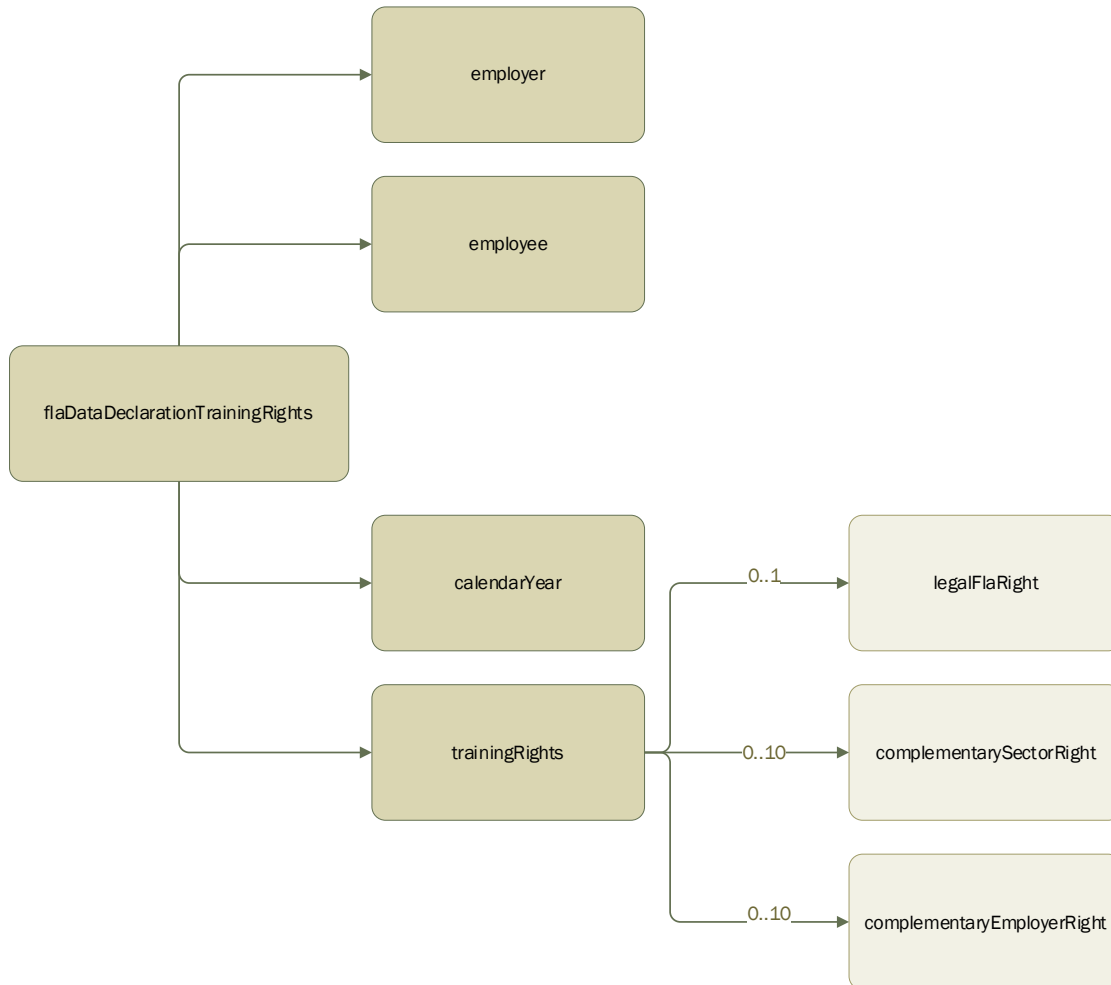 employer
employee
flaDataDeclarationTrainingRights
calendarYear
0..1
legalFlaRight
trainingRights
0..10
complementarySectorRight
0..10
complementaryEmployerRight